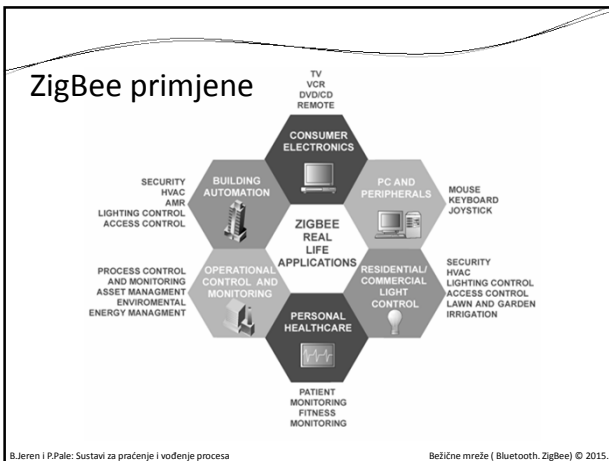 ZigBee primjene
TV
VCR
DVD/CD
REMOTE
CONSUMER
ELECTRONICS
SECURITY
HVAC
AMR
LIGHTING CONTROL
ACCESS CONTROL
BUILDING
AUTOMATION
PC AND
PERIPHERALS
MOUSE
KEYBOARD
JOYSTICK
ZIGBEE
REAL
LIFE
APPLICATIONS
PROCESS CONTROL
AND MONITORING
ASSET MANAGMENT
ENVIROMENTAL
ENERGY MANAGMENT
OPERATIONAL
CONTROL AND
MONITORING
RESIDENTIAL/
COMMERCIAL
LIGHT
CONTROL
SECURITY
HVAC
LIGHTING CONTROL
ACCESS CONTROL
LAWN AND GARDEN
IRRIGATION
PERSONAL
HEALTHCARE
PATIENT
MONITORING
FITNESS
MONITORING
B.Jeren i P.Pale: Sustavi za praćenje i vođenje procesa
Bežične mreže ( Bluetooth. ZigBee) © 2015.